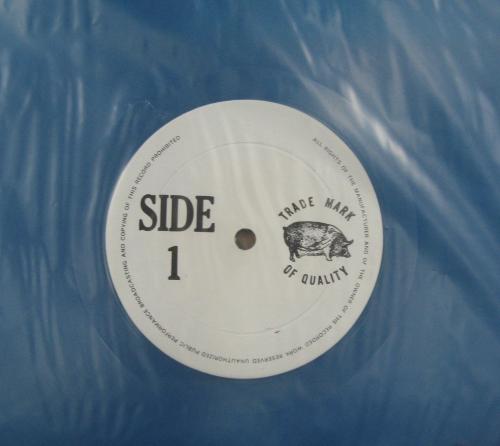 SIDE
1
TRADE MARK
OF QUALITY
ALL RIGHTS OF THE MANUFACTURER AND OF THE OWNER OF THE RECORDED WORK RESERVED UNAUTHORIZED PUBLIC PERFORMANCE BROADCASTING AND COPYING OF THIS RECORD PROHIBITED